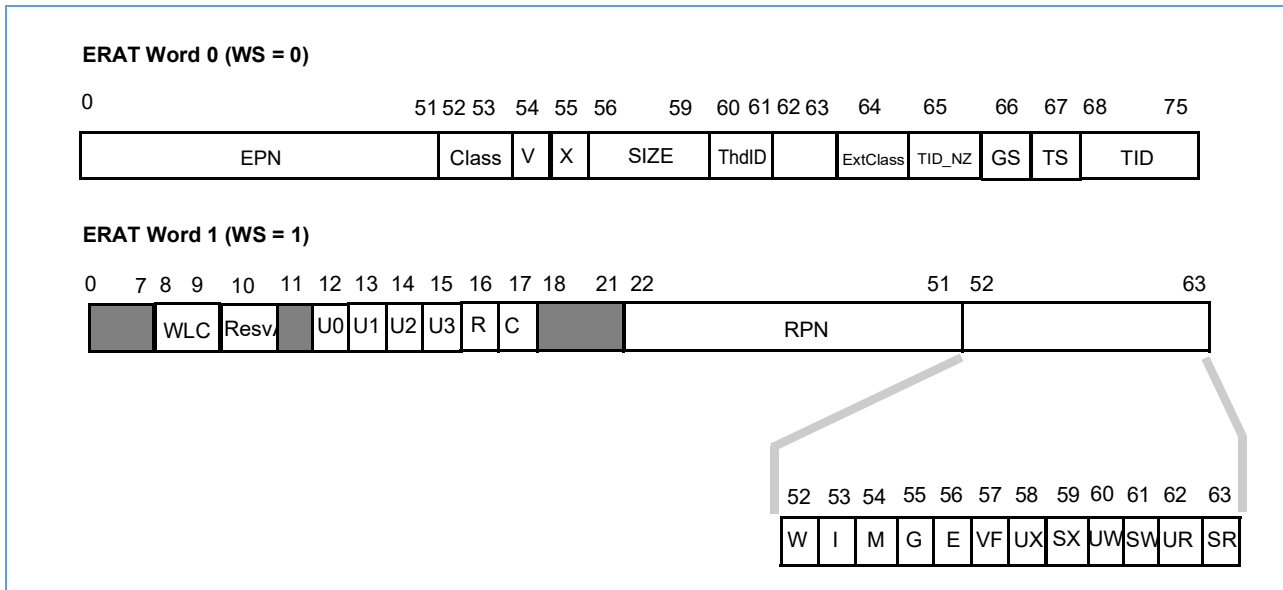 ERAT Word 0 (WS = 0)
0 51 52 53 54 55 56 59 60 61 62 63 64 65 66 67 68 75
EPN Class V X SIZE ThdID ExtClass TID_NZ GS TS TID
ERAT Word 1 (WS = 1)
0 7 8 9 10 11 12 13 14 15 16 17 18 21 22 51 52 63
WLC ResvA U0 U1 U2 U3 R C RPN
52 53 54 55 56 57 58 59 60 61 62 63
W I M G E VF UX SX UW SW UR SR